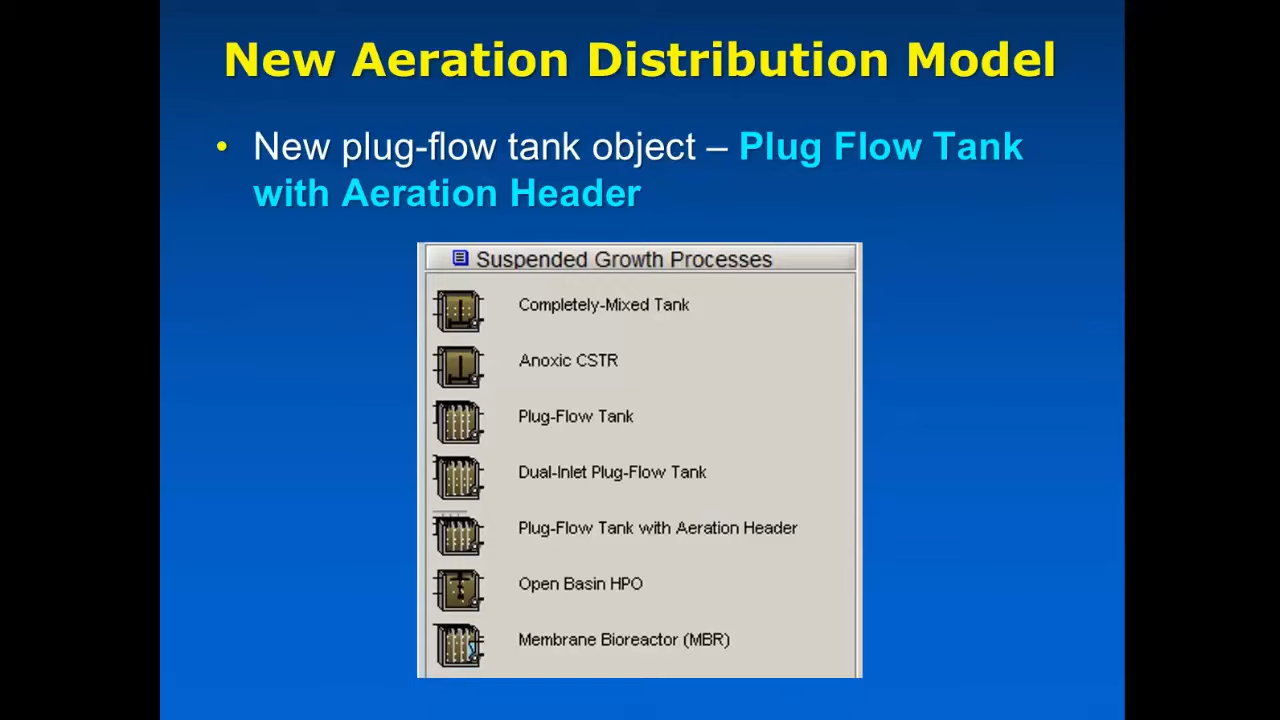 New Aeration Distribution Model
• New plug-flow tank object – Plug Flow Tank
with Aeration Header
Suspended Growth Processes
Completely-Mixed Tank
Anoxic CSTR
Plug-Flow Tank
Dual-Inlet Plug-Flow Tank
Plug-Flow Tank with Aeration Header
Open Basin HPO
Membrane Bioreactor (MBR)